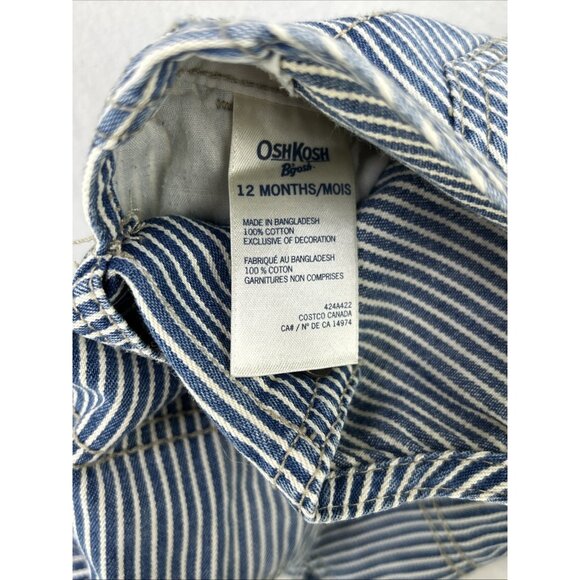 OSHKOSH
B'gosh
12 MONTHS/MOIS
MADE IN BANGLADESH
100% COTTON
EXCLUSIVE OF DECORATION
FABRIQUÉ AU BANGLADESH
100 % COTON
GARNITURES NON COMPRISES
424A422
COSTCO CANADA
CA# / N° DE CA 14974